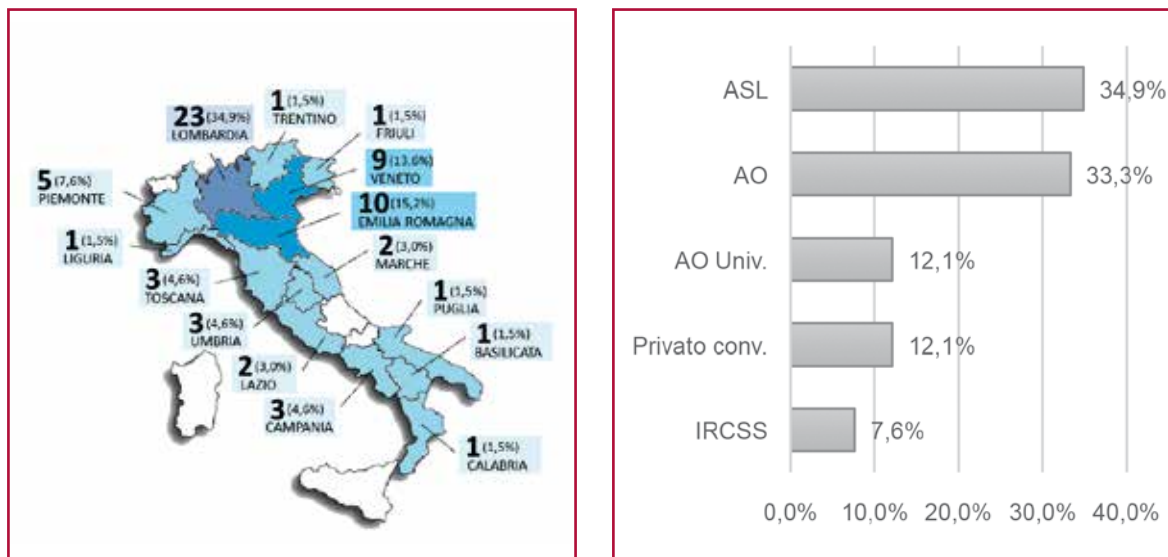 1 (1,5%)
TRENTINO
23 (34,9%)
LOMBARDIA
1 (1,5%)
FRIULI
9 (13,6%)
VENETO
5 (7,6%)
PIEMONTE
10 (15,2%)
EMILIA ROMAGNA
1 (1,5%)
LIGURIA
2 (3,0%)
MARCHE
3 (4,6%)
TOSCANA
1 (1,5%)
PUGLIA
3 (4,6%)
UMBRIA
1 (1,5%)
BASILICATA
2 (3,0%)
LAZIO
3 (4,6%)
CAMPANIA
1 (1,5%)
CALABRIA
ASL 34,9%
AO 33,3%
AO Univ. 12,1%
Privato conv. 12,1%
IRCSS 7,6%
0,0% 10,0% 20,0% 30,0% 40,0%